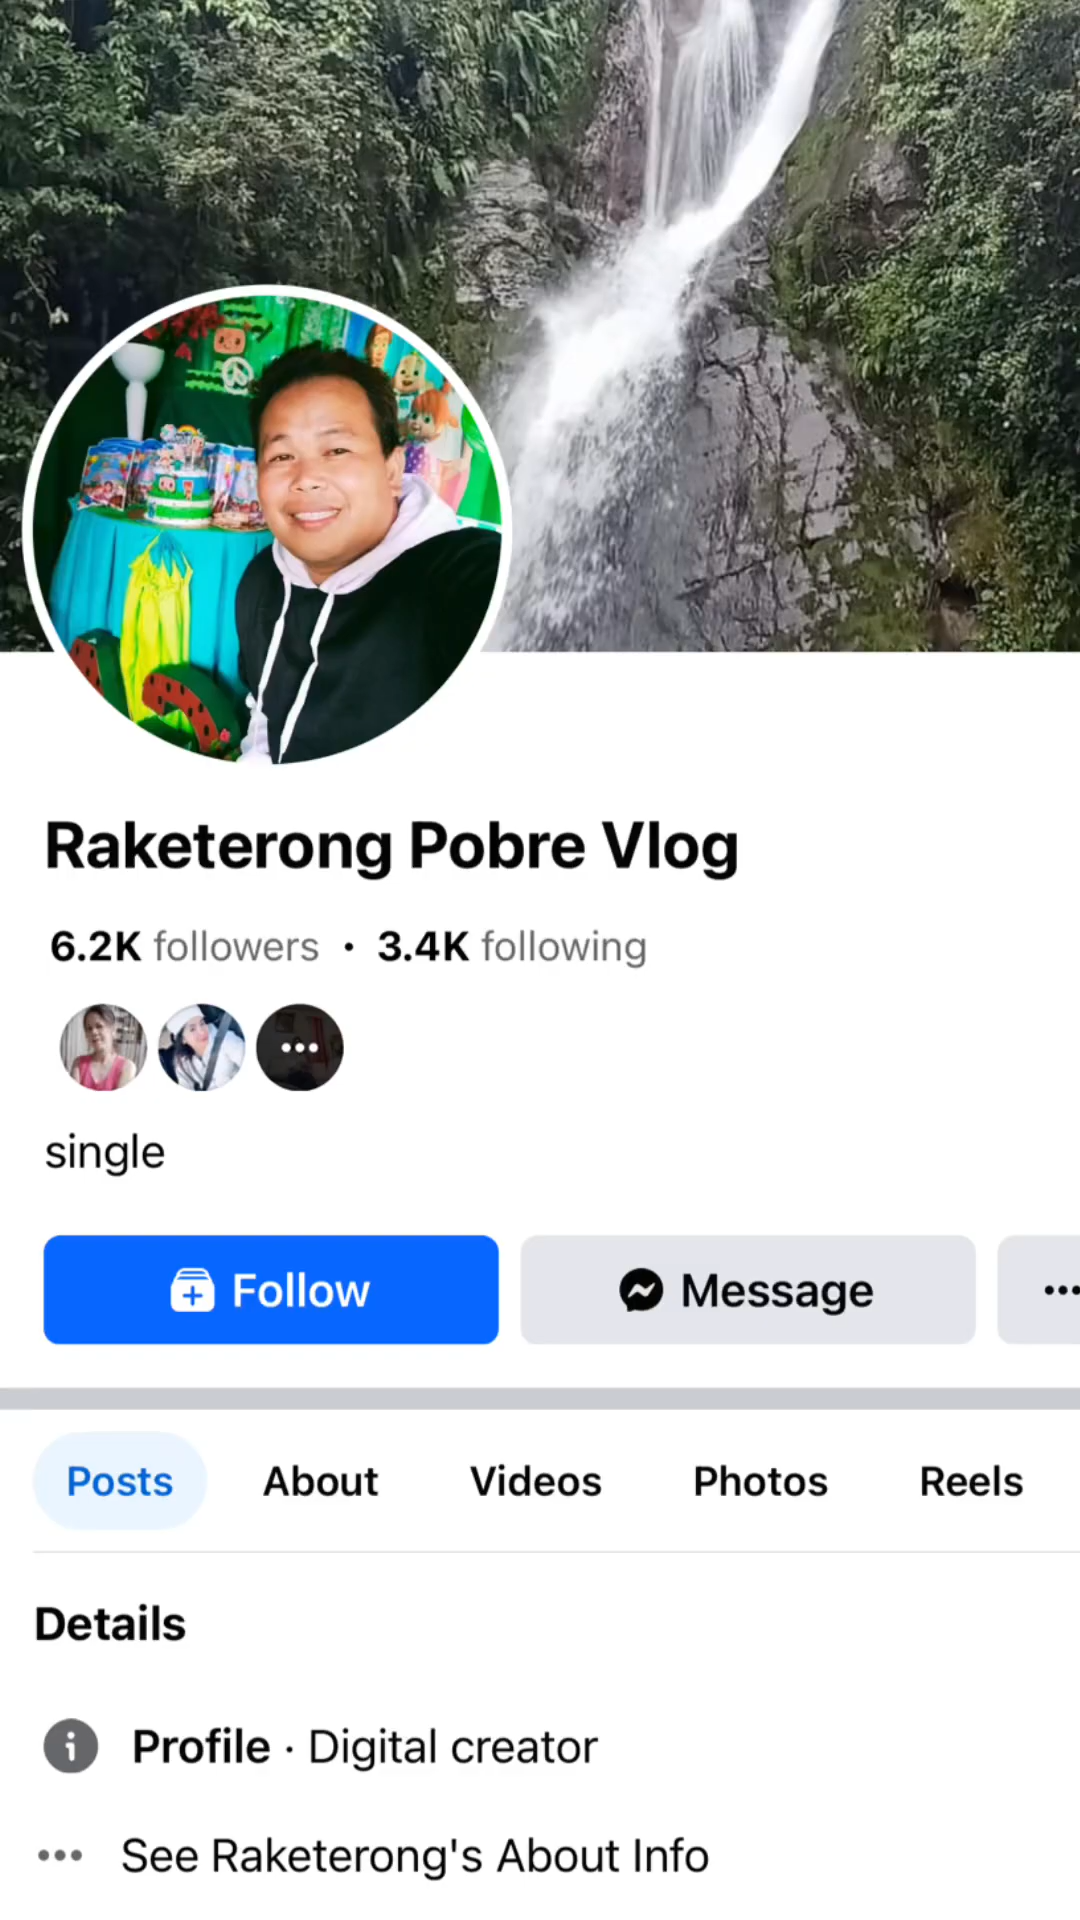 Raketerong Pobre Vlog
6.2K followers • 3.4K following
single
Follow
Message
Posts About Videos Photos Reels
Details
Profile · Digital creator
See Raketerong's About Info